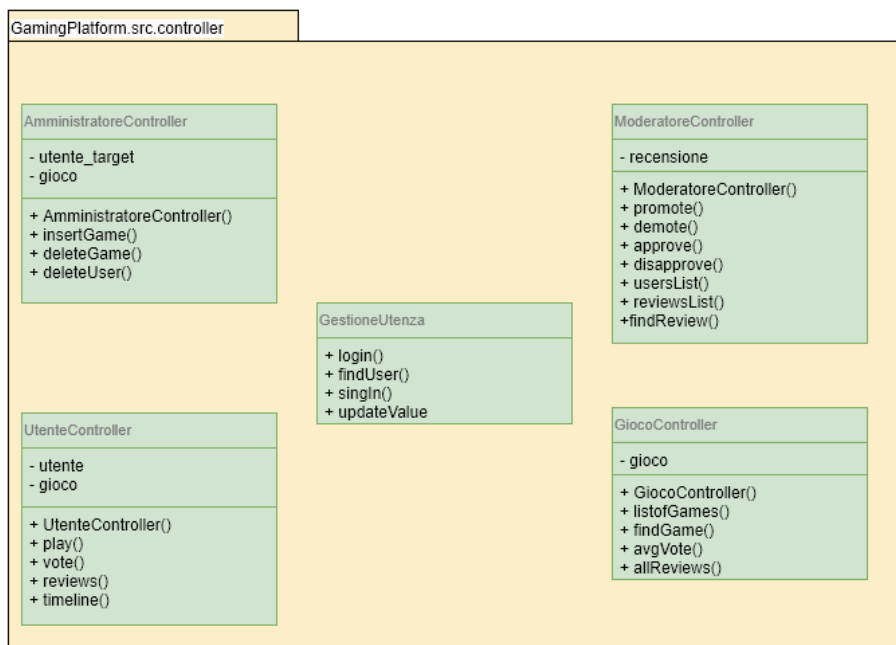 GamingPlatform.src.controller
AmministratoreController
- utente_target
- gioco
+ AmministratoreController()
+ insertGame()
+ deleteGame()
+ deleteUser()
ModeratoreController
- recensione
+ ModeratoreController()
+ promote()
+ demote()
+ approve()
+ disapprove()
+ usersList()
+ reviewsList()
+findReview()
GestioneUtenza
+ login()
+ findUser()
+ singIn()
+ updateValue
UtenteController
- utente
- gioco
+ UtenteController()
+ play()
+ vote()
+ reviews()
+ timeline()
GiocoController
- gioco
+ GiocoController()
+ listofGames()
+ findGame()
+ avgVote()
+ allReviews()